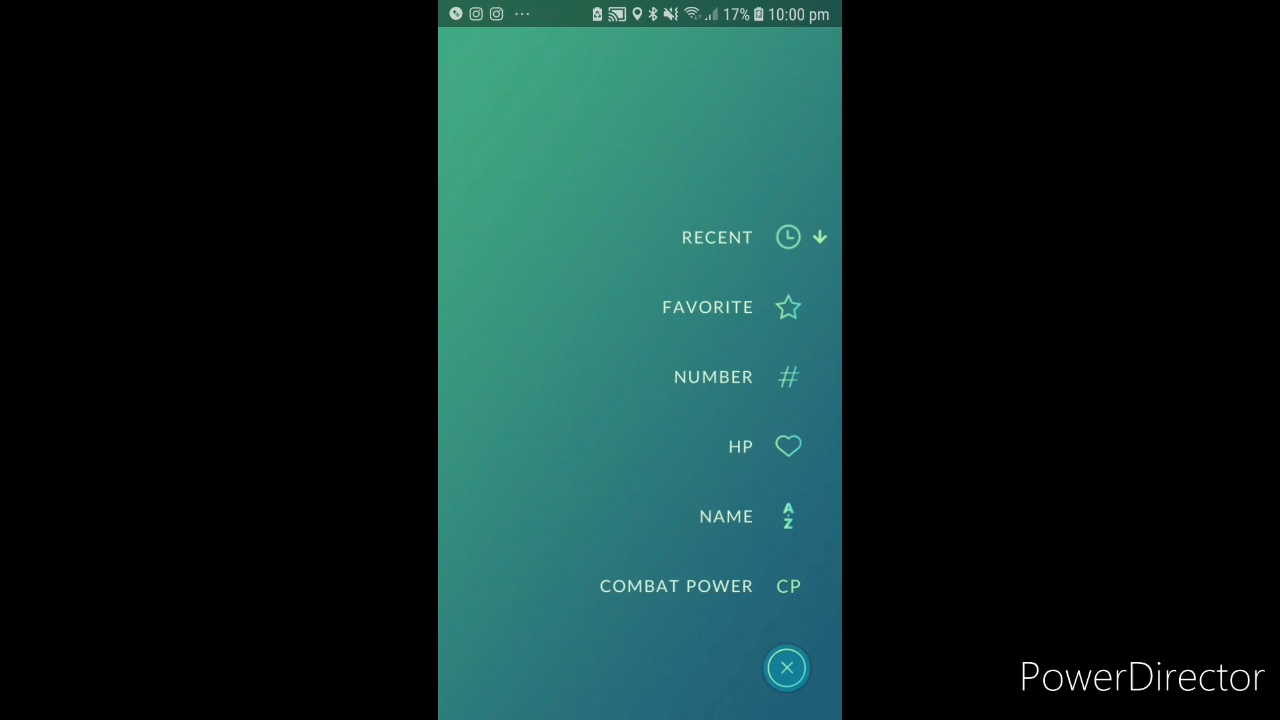 17% 10:00 pm
RECENT
FAVORITE
NUMBER #
HP
NAME A-Z
COMBAT POWER CP
PowerDirector